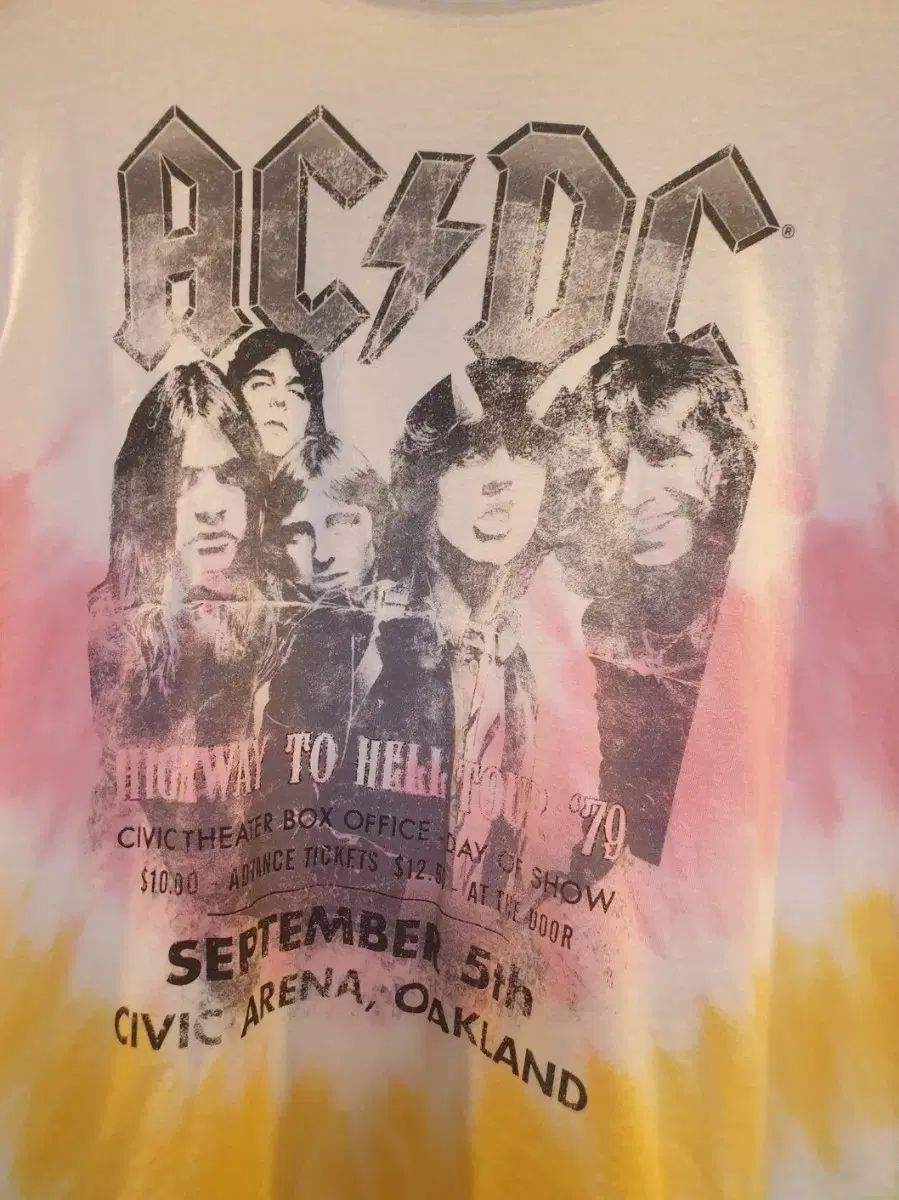 AC⚡DC®
HIGHWAY TO HELL TOUR '79
CIVIC THEATER BOX OFFICE - DAY OF SHOW
$10.00 - ADVANCE TICKETS $12. - AT THE DOOR
SEPTEMBER 5th
CIVIC ARENA, OAKLAND